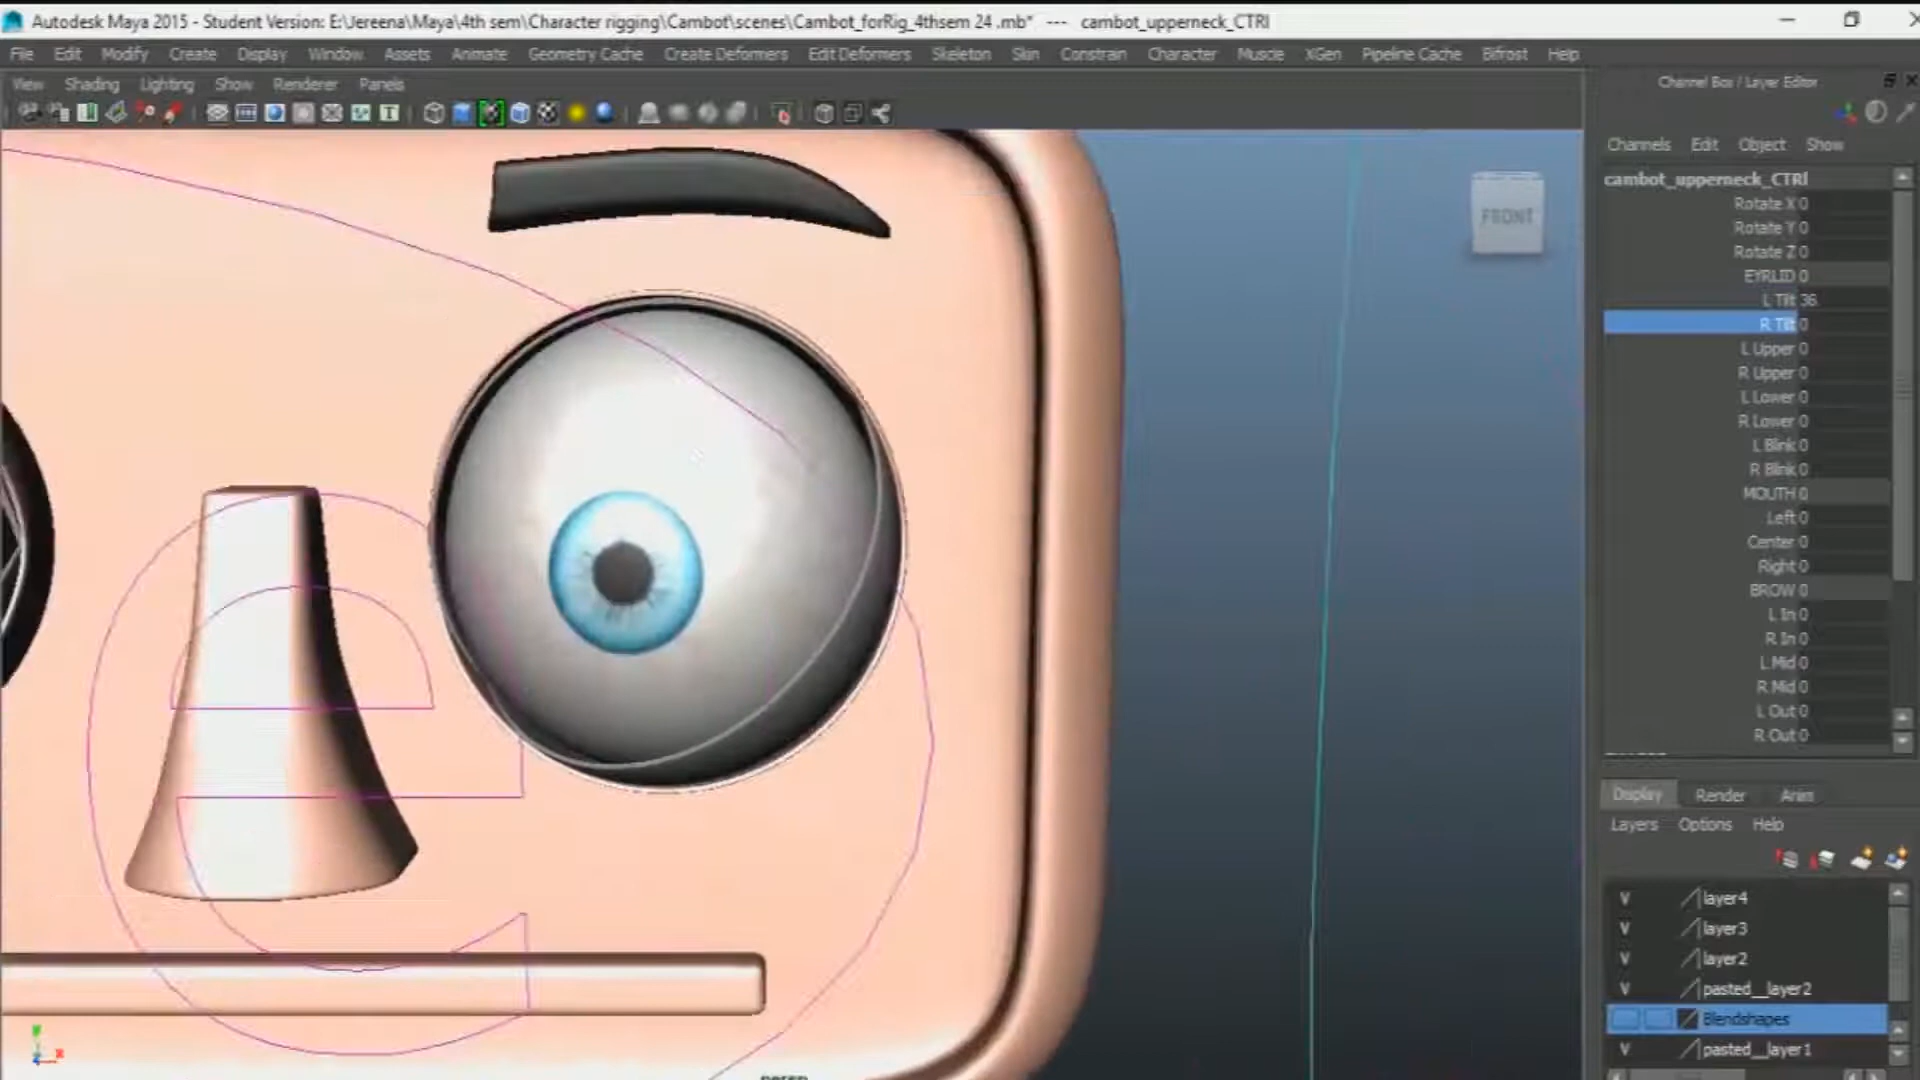 Autodesk Maya 2015 - Student Version: E:\Jereena\Maya\4th sem\Character rigging\Cambot\scenes\Cambot_forRig_4thsem 24 .mb* --- cambot_upperneck_CTRl
File Edit Modify Create Display Window Assets Animate Geometry Cache Create Deformers Edit Deformers Skeleton Skin Constrain Character Muscle XGen Pipeline Cache Bifrost Help
View Shading Lighting Show Renderer Panels
Channel Box / Layer Editor
Channels Edit Object Show
cambot_upperneck_CTRl
Rotate X 0
Rotate Y 0
Rotate Z 0
EYRLID 0
L Tilt 36
R Tilt 0
L Upper 0
R Upper 0
L Lower 0
R Lower 0
L Blink 0
R Blink 0
MOUTH 0
Left 0
Center 0
Right 0
BROW 0
L In 0
R In 0
L Mid 0
R Mid 0
L Out 0
R Out 0
FRONT
Display Render Anim
Layers Options Help
V layer4
V layer3
V layer2
V pasted__layer2
Blendshapes
V pasted__layer1
persp